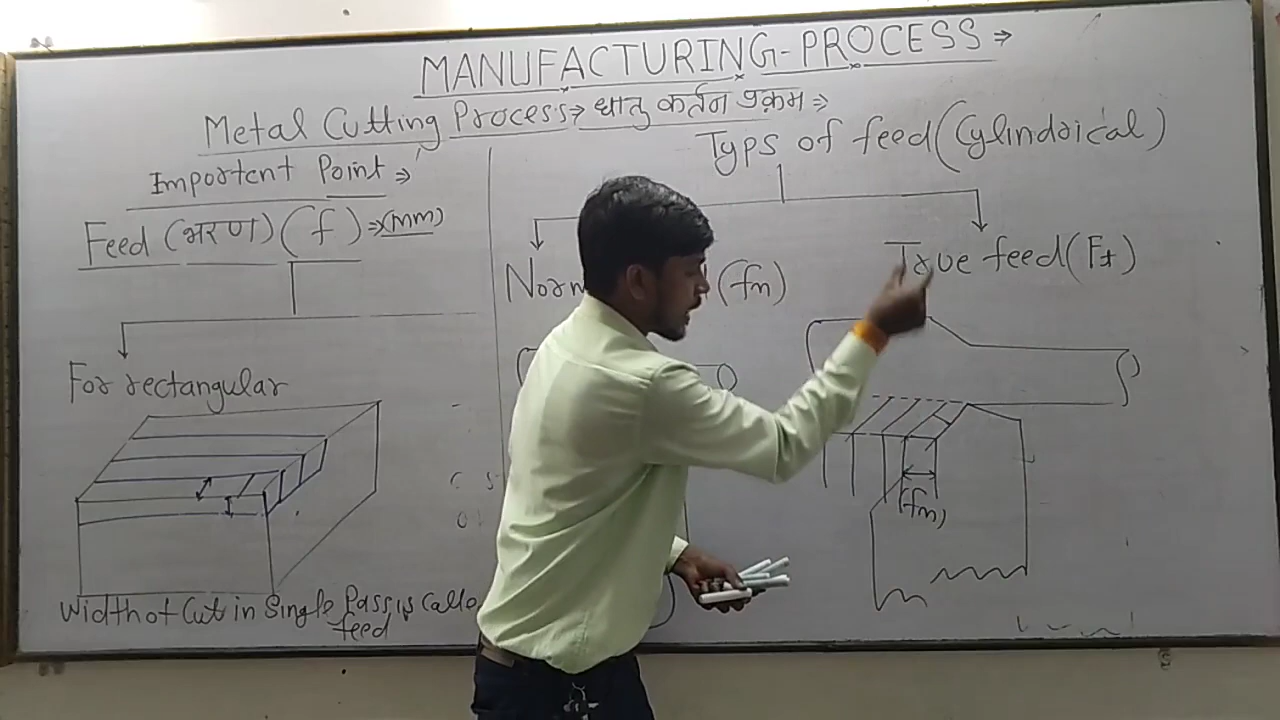 MANUFACTURING-PROCESS⇒
Metal Cutting Process⇒ धातु कर्तन प्रक्रम⇒
Importent Point⇒
Feed (भरण) (f)⇒(mm)
For rectangular
Width of Cut in Single Pass is Calle
feed
Typs of feed (Cylindrical)
(fn)
True feed (Ft)
(fn)